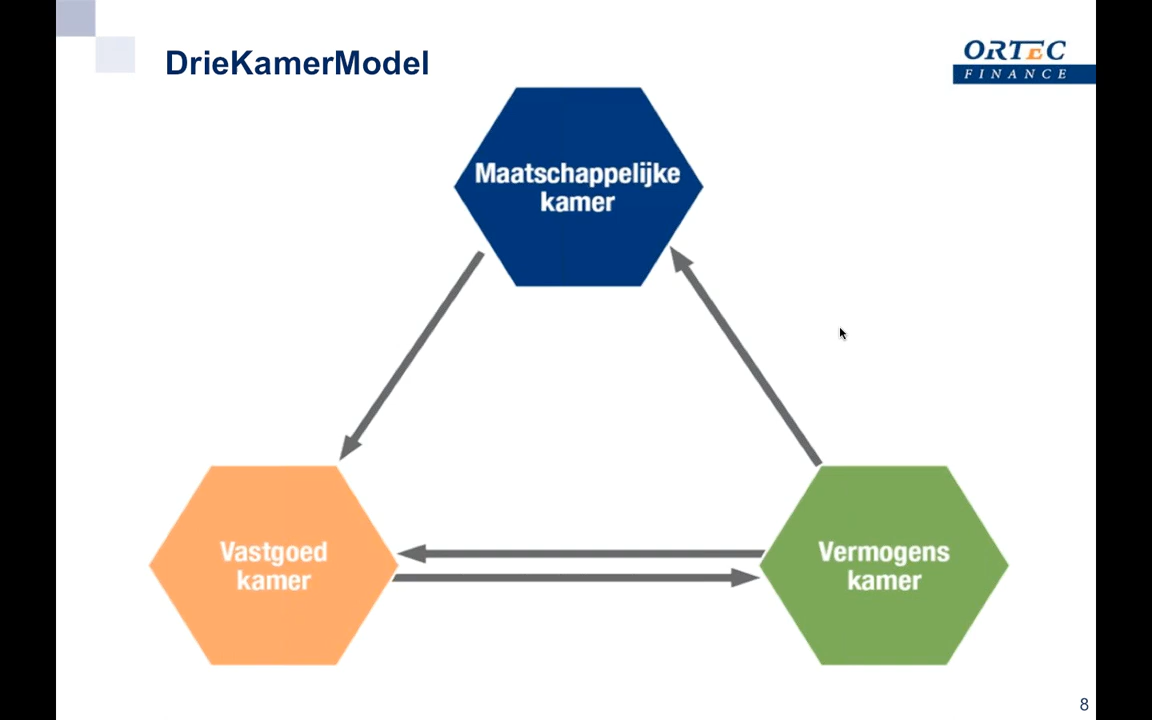 DrieKamerModel
ORTEC
FINANCE
Maatschappelijke
kamer
Vastgoed
kamer
Vermogens
kamer
8